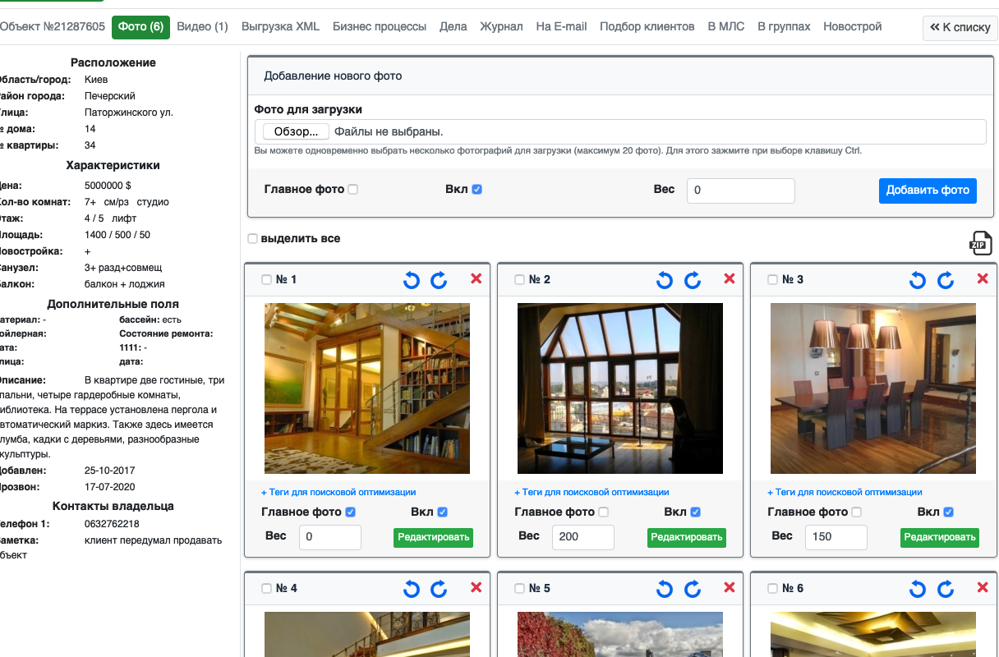 Объект №21287605 Фото (6) Видео (1) Выгрузка XML Бизнес процессы Дела Журнал На E-mail Подбор клиентов В МЛС В группах Новострой « К списку
Расположение
бласть/город: Киев
айон города: Печерский
лица: Паторжинского ул.
дома: 14
квартиры: 34
Характеристики
ена: 5000000 $
ол-во комнат: 7+ см/рз студио
таж: 4 / 5 лифт
лощадь: 1400 / 500 / 50
овостройка: +
анузел: 3+ разд+совмещ
алкон: балкон + лоджия
Дополнительные поля
атериал: - бассейн: есть
ойлерная: Состояние ремонта:
ата: 1111: -
лица: дата:
писание: В квартире две гостиные, три
пальни, четыре гардеробные комнаты,
иблиотека. На террасе установлена пергола и
втоматический маркиз. Также здесь имеется
лумба, кадки с деревьями, разнообразные
кульптуры.
обавлен: 25-10-2017
розвон: 17-07-2020
Контакты владельца
елефон 1: 0632762218
аметка: клиент передумал продавать
бъект
Добавление нового фото
Фото для загрузки
Обзор... Файлы не выбраны.
Вы можете одновременно выбрать несколько фотографий для загрузки (максимум 20 фото). Для этого зажмите при выборе клавишу Ctrl.
Главное фото Вкл Вес 0 Добавить фото
выделить все
ZIP
№ 1 № 2 № 3
+ Теги для поисковой оптимизации + Теги для поисковой оптимизации + Теги для поисковой оптимизации
Главное фото Вкл Главное фото Вкл Главное фото Вкл
Вес 0 Редактировать Вес 200 Редактировать Вес 150 Редактировать
№ 4 № 5 № 6